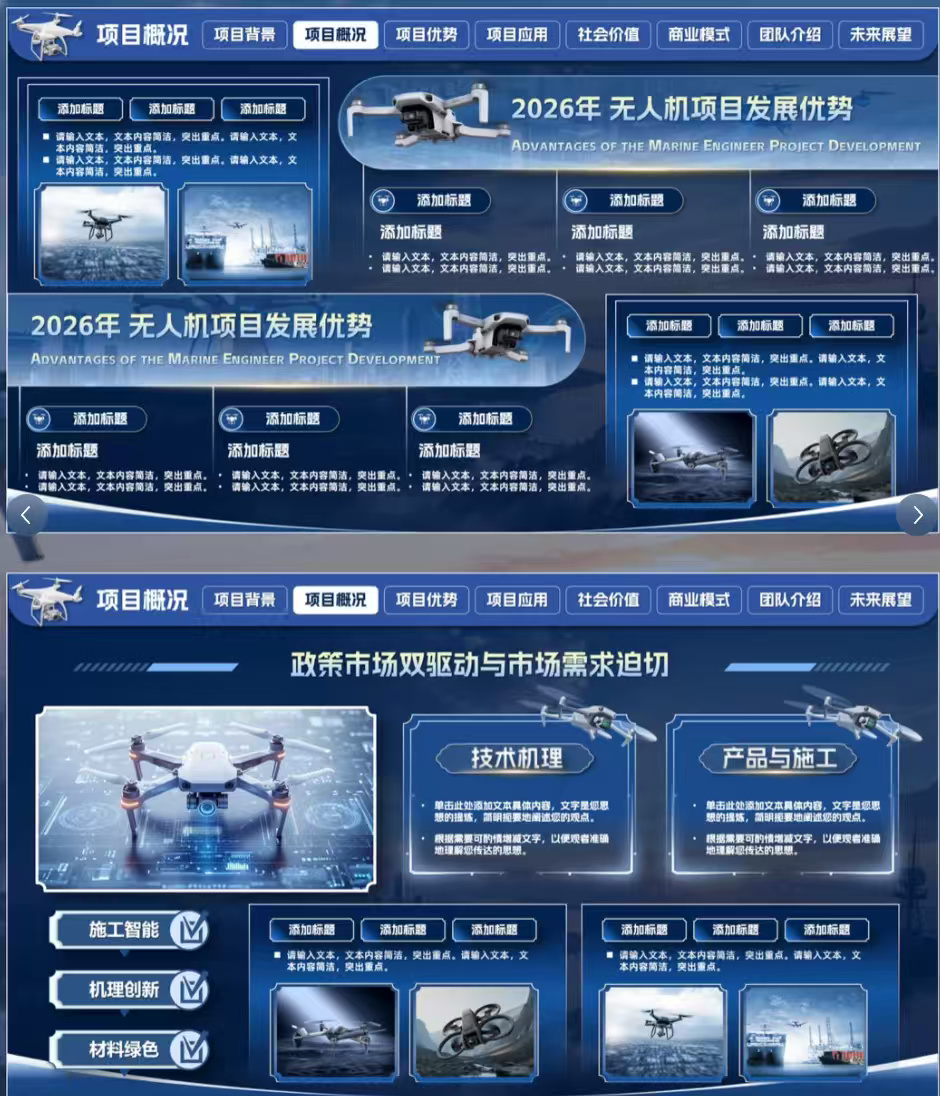 项目概况 项目背景 项目概况 项目优势 项目应用 社会价值 商业模式 团队介绍 未来展望
添加标题 添加标题 添加标题
请输入文本，文本内容简洁，突出重点。请输入文本，文
本内容简洁，突出重点。
请输入文本，文本内容简洁，突出重点。请输入文本，文
本内容简洁，突出重点。
2026年 无人机项目发展优势
ADVANTAGES OF THE MARINE ENGINEER PROJECT DEVELOPMENT
添加标题 添加标题 添加标题
添加标题 添加标题 添加标题
请输入文本，文本内容简洁，突出重点。 请输入文本，文本内容简洁，突出重点。 请输入文本，文本内容简洁，突出重点。
请输入文本，文本内容简洁，突出重点。 请输入文本，文本内容简洁，突出重点。 请输入文本，文本内容简洁，突出重点。
2026年 无人机项目发展优势
ADVANTAGES OF THE MARINE ENGINEER PROJECT DEVELOPMENT
添加标题 添加标题 添加标题
添加标题 添加标题 添加标题
请输入文本，文本内容简洁，突出重点。 请输入文本，文本内容简洁，突出重点。 请输入文本，文本内容简洁，突出重点。
请输入文本，文本内容简洁，突出重点。 请输入文本，文本内容简洁，突出重点。 请输入文本，文本内容简洁，突出重点。
添加标题 添加标题 添加标题
请输入文本，文本内容简洁，突出重点。请输入文本，文
本内容简洁，突出重点。
请输入文本，文本内容简洁，突出重点。请输入文本，文
本内容简洁，突出重点。
项目概况 项目背景 项目概况 项目优势 项目应用 社会价值 商业模式 团队介绍 未来展望
政策市场双驱动与市场需求迫切
技术机理
单击此处添加文本具体内容，文字是您思
想的提炼，简明扼要地阐述您的观点。
根据需要可酌情增减文字，以便观者准确
地理解您传达的思想。
产品与施工
单击此处添加文本具体内容，文字是您思
想的提炼，简明扼要地阐述您的观点。
根据需要可酌情增减文字，以便观者准确
地理解您传达的思想。
施工智能
机理创新
材料绿色
添加标题 添加标题 添加标题
请输入文本，文本内容简洁，突出重点。请输入文本，文
本内容简洁，突出重点。
添加标题 添加标题 添加标题
请输入文本，文本内容简洁，突出重点。请输入文本，文
本内容简洁，突出重点。